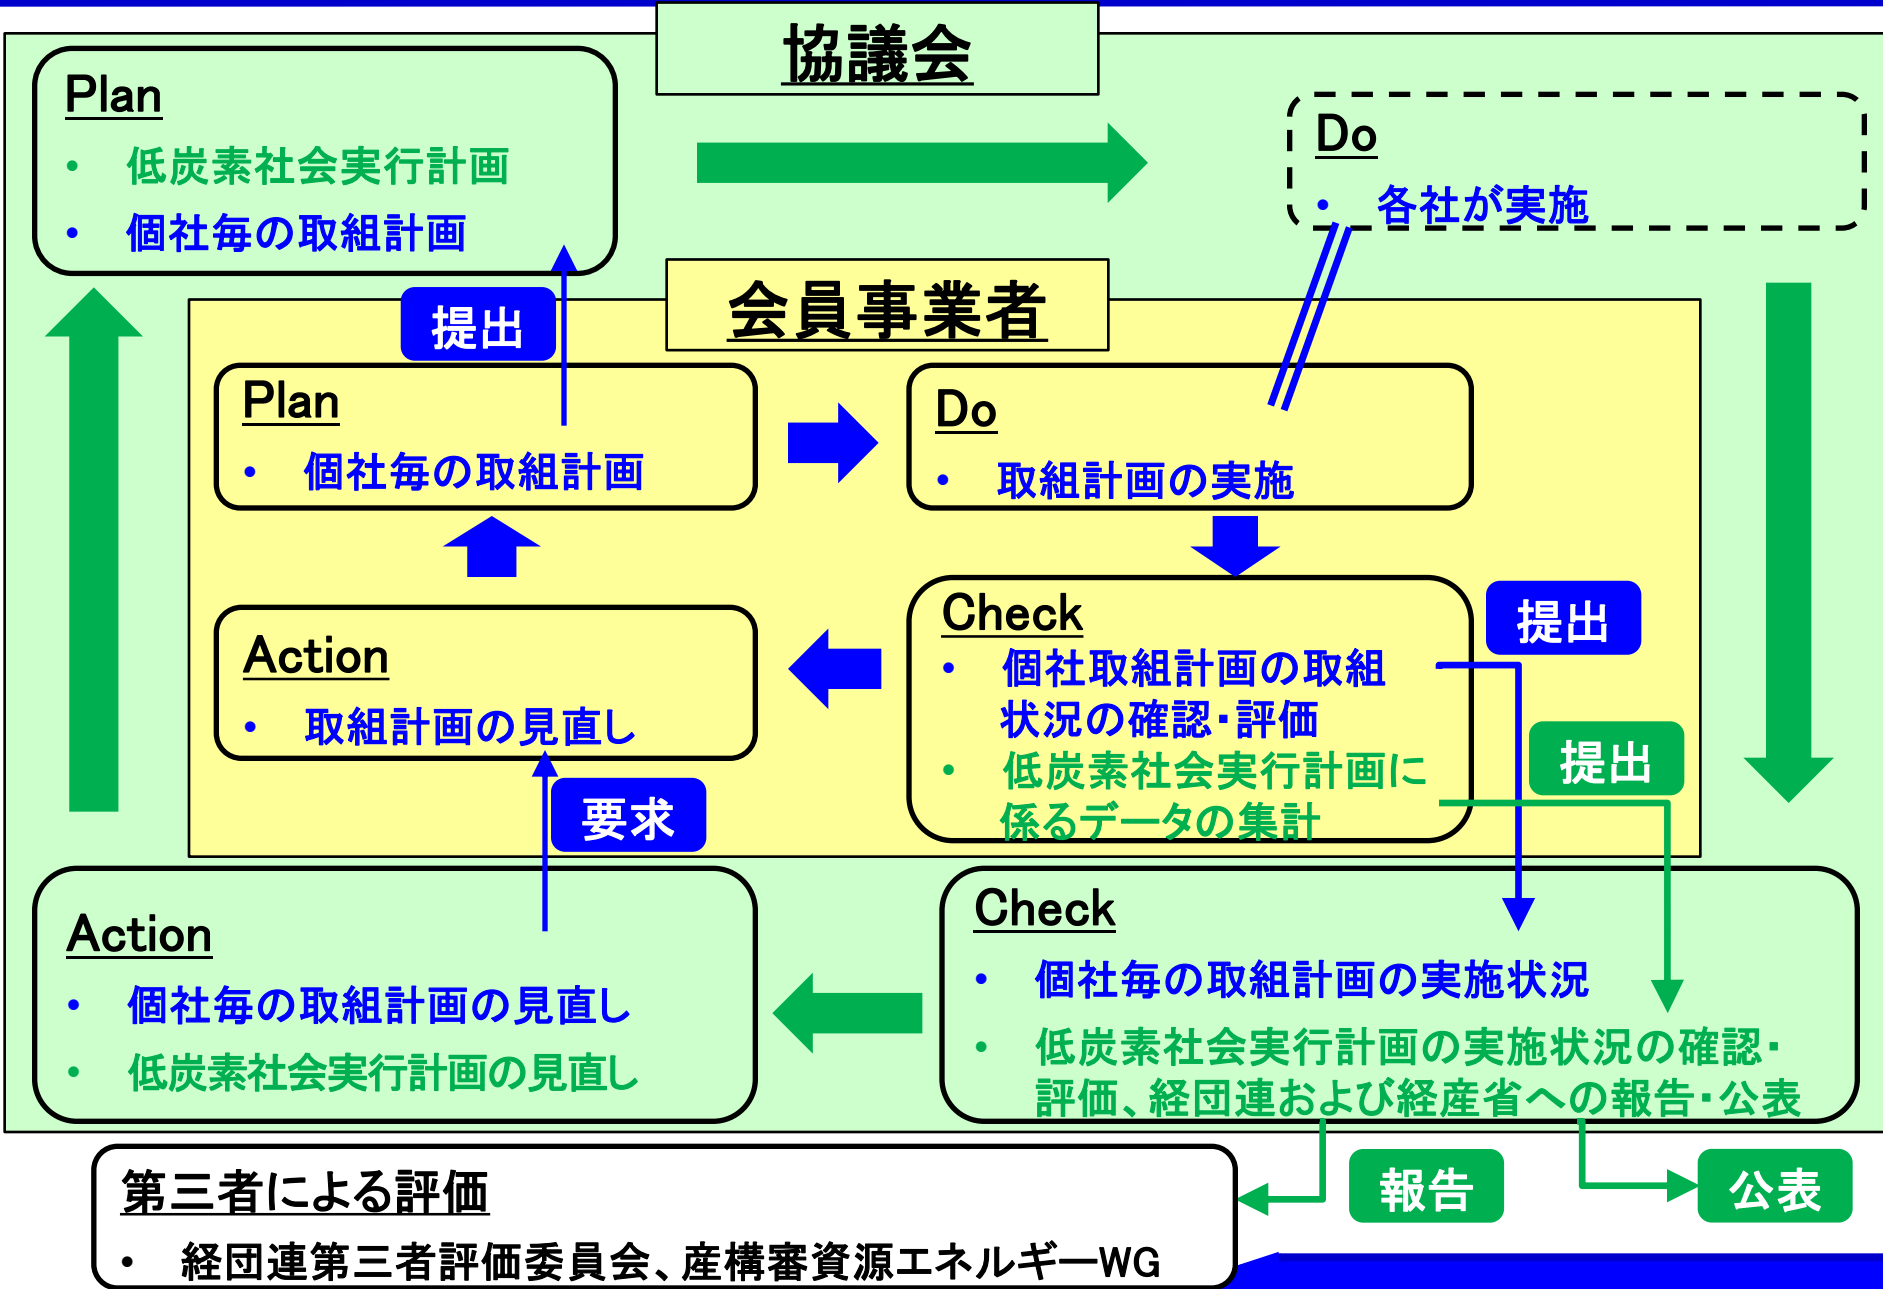 協議会
Plan
• 低炭素社会実行計画
• 個社毎の取組計画
Do
• 各社が実施
会員事業者
提出
Plan
• 個社毎の取組計画
Do
• 取組計画の実施
Action
• 取組計画の見直し
Check
• 個社取組計画の取組
状況の確認・評価
• 低炭素社会実行計画に
係るデータの集計
提出
提出
要求
Action
• 個社毎の取組計画の見直し
• 低炭素社会実行計画の見直し
Check
• 個社毎の取組計画の実施状況
• 低炭素社会実行計画の実施状況の確認・
評価、経団連および経産省への報告・公表
第三者による評価
• 経団連第三者評価委員会、産構審資源エネルギーWG
報告
公表